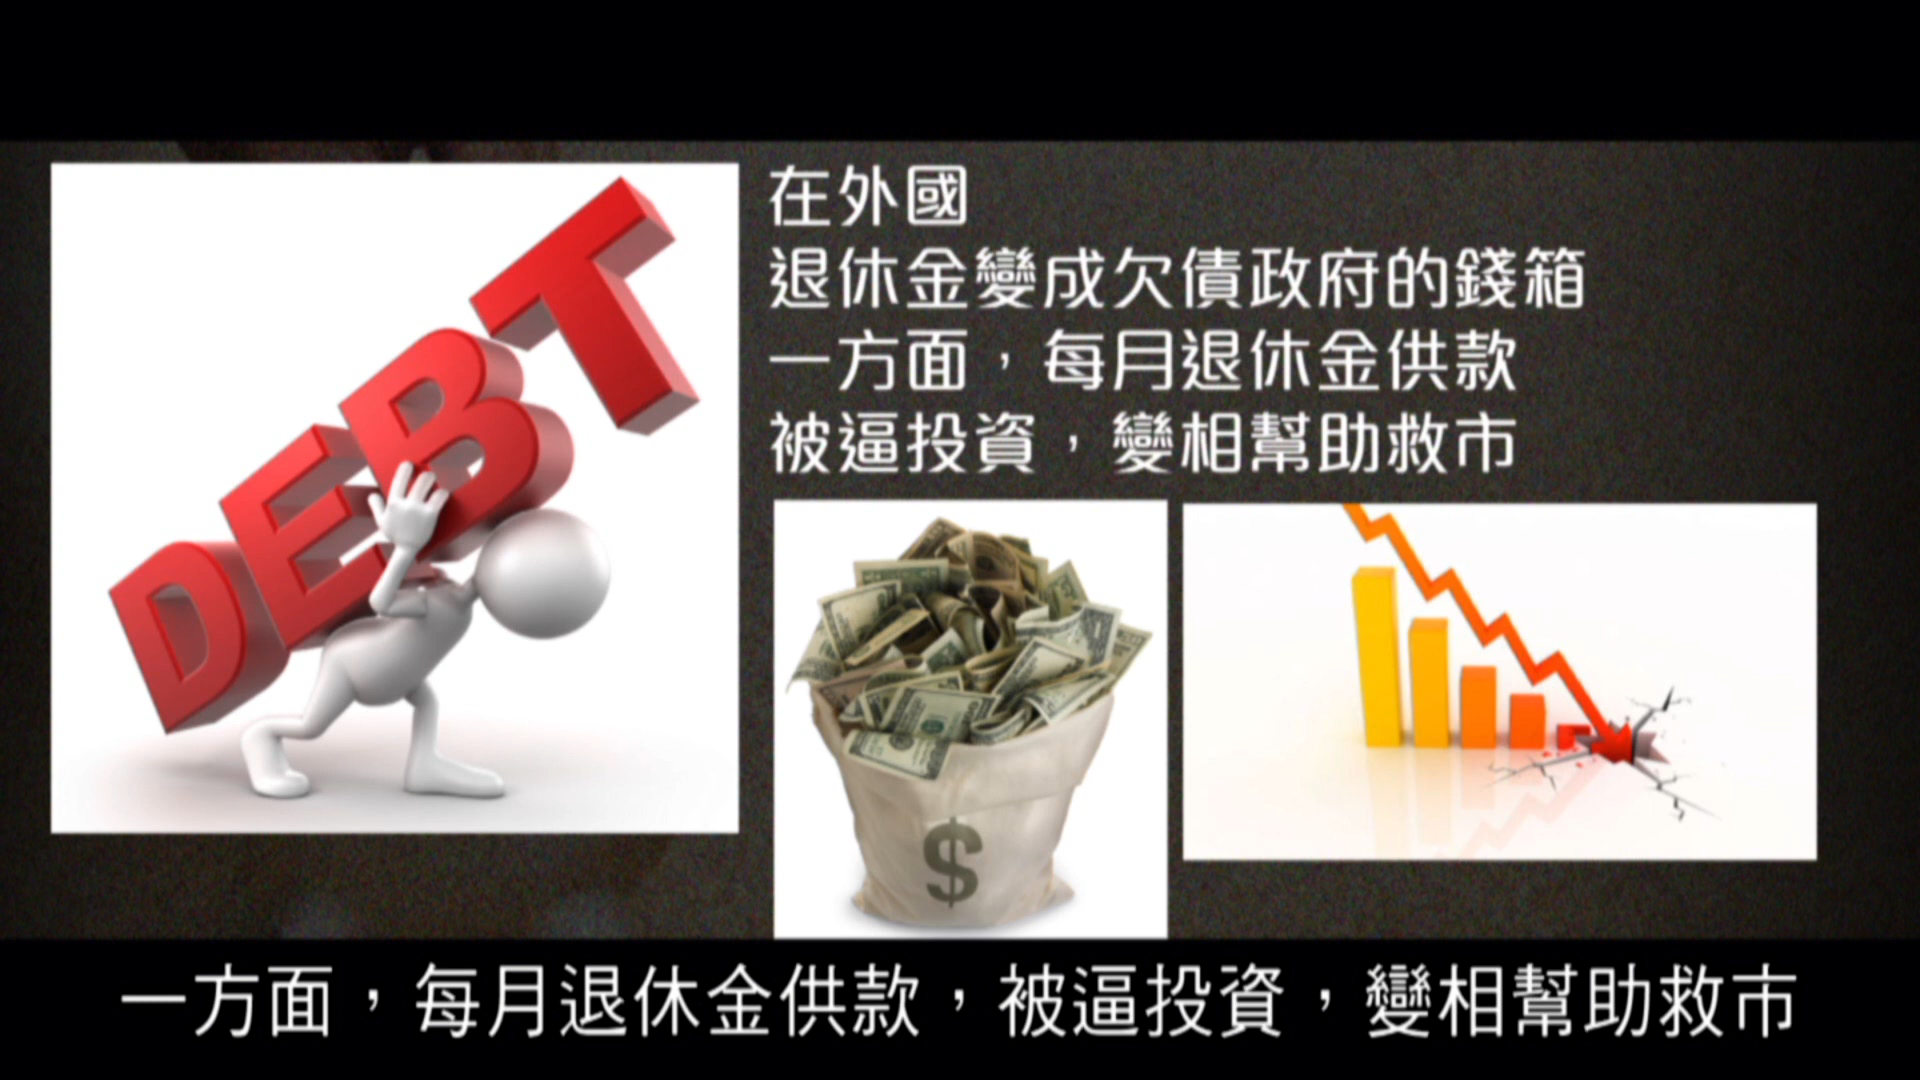 DEBT
在外國
退休金變成欠債政府的錢箱
一方面，每月退休金供款
被逼投資，變相幫助救市
$
一方面，每月退休金供款，被逼投資，變相幫助救市